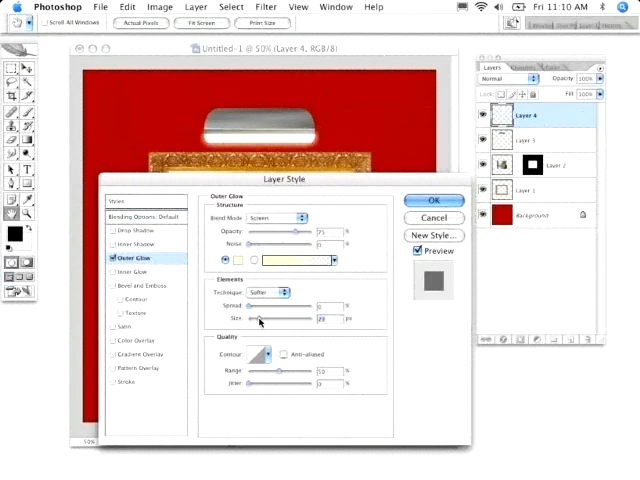 Photoshop File Edit Image Layer Select Filter View Window Help Fri 11:10 AM
Scroll All Windows Actual Pixels Fit Screen Print Size
Untitled-1 @ 50% (Layer 4, RGB/8)
Layers
Normal Opacity: 100%
Lock: Fill: 100%
Layer 4
Layer 3
Layer 2
Layer 1
Background
Layer Style
Styles
Blending Options: Default
Drop Shadow
Inner Shadow
Outer Glow
Inner Glow
Bevel and Emboss
Contour
Texture
Satin
Color Overlay
Gradient Overlay
Pattern Overlay
Stroke
Outer Glow
Structure
Blend Mode: Screen
Opacity: 75 %
Noise: 0 %
Elements
Technique: Softer
Spread: 0 %
Size: px
Quality
Contour: Anti-aliased
Range: 50 %
Jitter: 0 %
OK
Cancel
New Style...
Preview
50%